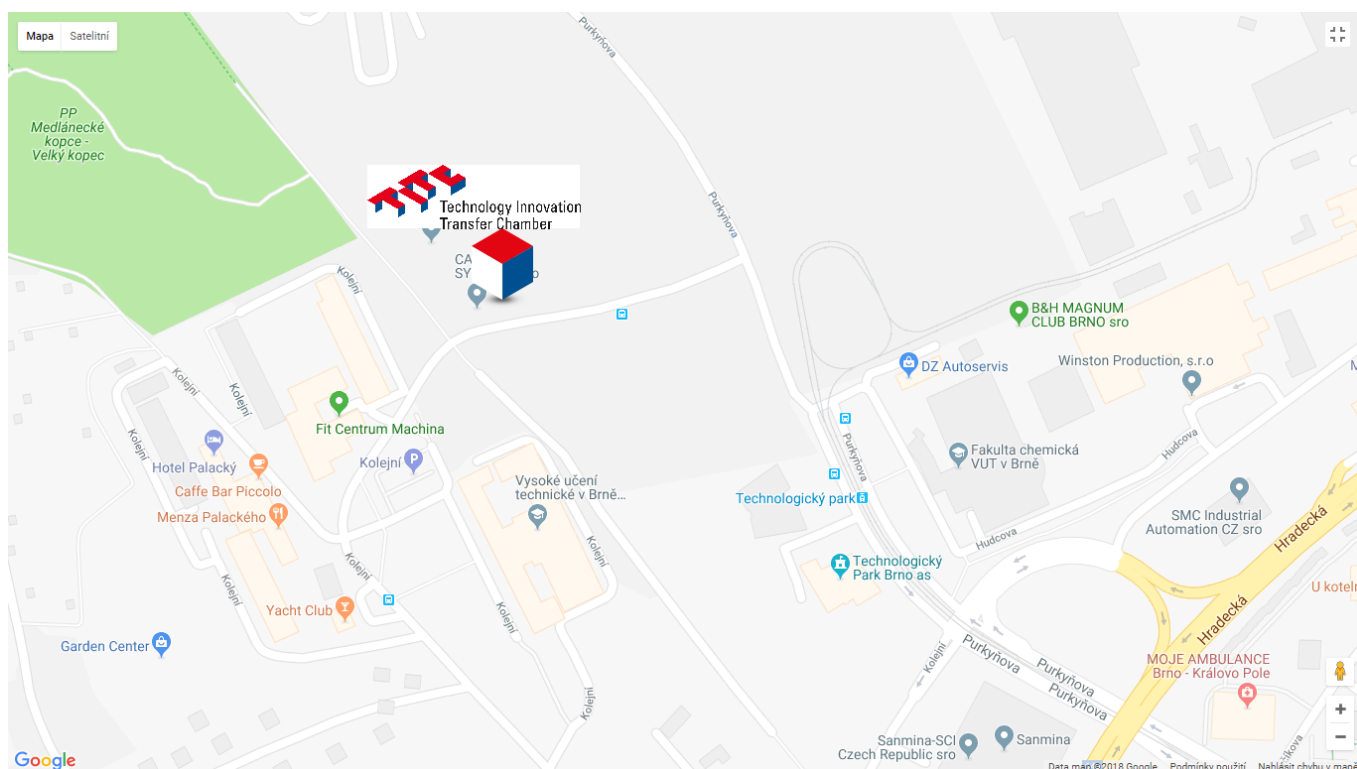 Mapa
Satelitní
Purkyňova
PP
Medlánecké
kopce -
Velký kopec
Technology Innovation
Transfer Chamber
Purkyňova
CA
SY
o
Kolejní
B&H MAGNUM
CLUB BRNO sro
DZ Autoservis
Winston Production, s.r.o
Kolejní
Kolejní
Fit Centrum Machina
Kolejní
Hotel Palacký
Kolejní
Caffe Bar Piccolo
Menza Palackého
Vysoké učení
technické v Brně...
Purkyňova
Fakulta chemická
VUT v Brně
Hudcova
Technologický park
SMC Industrial
Automation CZ sro
Hradecká
Hudcova
Kolejní
Kolejní
Kolejní
Technologický
Park Brno as
U koteln
Yacht Club
Kolejní
Hradecká
Garden Center
Kolejní
Purkyňova
Purkyňova
Purkyňova
MOJE AMBULANCE
Brno - Královo Pole
Kolejní...
Sanmina-SCI
Czech Republic sro
Sanmina
Google
Data map ©2018 Google
Podmínky použití
Nahlásit chybu v mapě